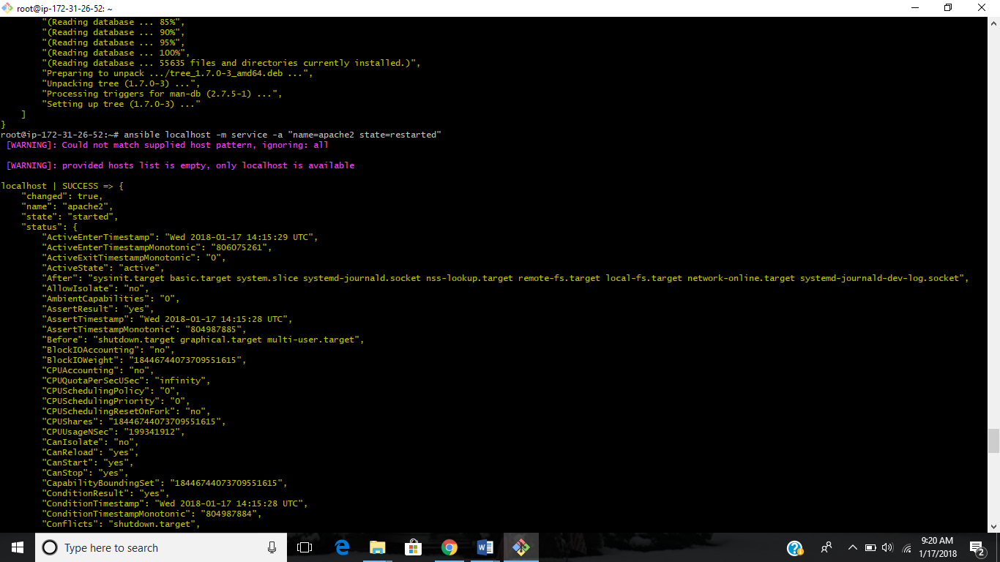 root@ip-172-31-26-52: ~
"(Reading database ... 85%",
"(Reading database ... 90%",
"(Reading database ... 95%",
"(Reading database ... 100%",
"(Reading database ... 55635 files and directories currently installed.)",
"Preparing to unpack .../tree_1.7.0-3_amd64.deb ...",
"Unpacking tree (1.7.0-3) ...",
"Processing triggers for man-db (2.7.5-1) ...",
"Setting up tree (1.7.0-3) ..."
]
}
root@ip-172-31-26-52:~# ansible localhost -m service -a "name=apache2 state=restarted"
[WARNING]: Could not match supplied host pattern, ignoring: all
[WARNING]: provided hosts list is empty, only localhost is available
localhost | SUCCESS => {
"changed": true,
"name": "apache2",
"state": "started",
"status": {
"ActiveEnterTimestamp": "Wed 2018-01-17 14:15:29 UTC",
"ActiveEnterTimestampMonotonic": "806075261",
"ActiveExitTimestampMonotonic": "0",
"ActiveState": "active",
"After": "sysinit.target basic.target system.slice systemd-journald.socket nss-lookup.target remote-fs.target local-fs.target network-online.target systemd-journald-dev-log.socket",
"AllowIsolate": "no",
"AmbientCapabilities": "0",
"AssertResult": "yes",
"AssertTimestamp": "Wed 2018-01-17 14:15:28 UTC",
"AssertTimestampMonotonic": "804987885",
"Before": "shutdown.target graphical.target multi-user.target",
"BlockIOAccounting": "no",
"BlockIOWeight": "18446744073709551615",
"CPUAccounting": "no",
"CPUQuotaPerSecUSec": "infinity",
"CPUSchedulingPolicy": "0",
"CPUSchedulingPriority": "0",
"CPUSchedulingResetOnFork": "no",
"CPUShares": "18446744073709551615",
"CPUUsageNSec": "199341912",
"CanIsolate": "no",
"CanReload": "yes",
"CanStart": "yes",
"CanStop": "yes",
"CapabilityBoundingSet": "18446744073709551615",
"ConditionResult": "yes",
"ConditionTimestamp": "Wed 2018-01-17 14:15:28 UTC",
"ConditionTimestampMonotonic": "804987884",
"Conflicts": "shutdown.target",
Type here to search
9:20 AM
1/17/2018
2